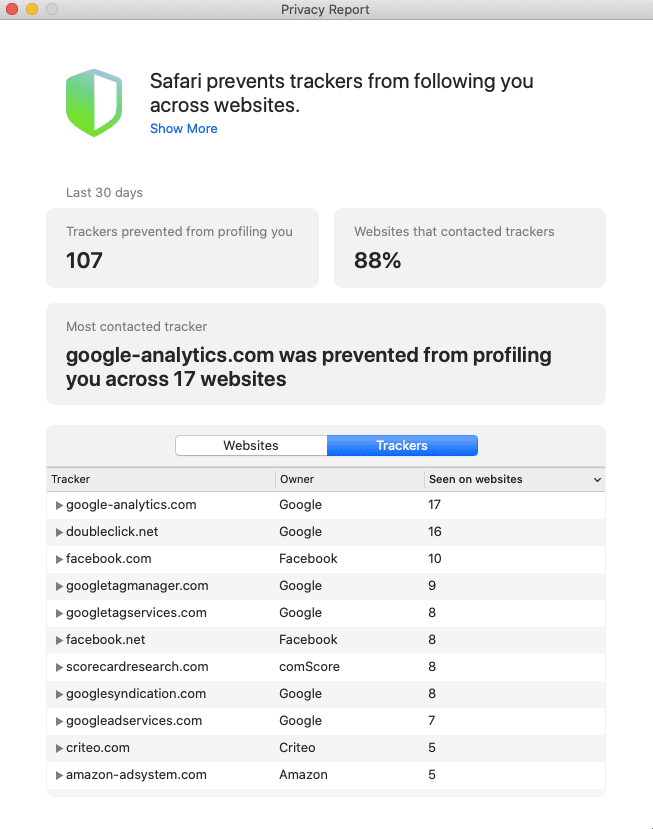 Privacy Report
Safari prevents trackers from following you
across websites.
Show More
Last 30 days
Trackers prevented from profiling you
107
Websites that contacted trackers
88%
Most contacted tracker
google-analytics.com was prevented from profiling
you across 17 websites
Websites Trackers
Tracker Owner Seen on websites
google-analytics.com Google 17
doubleclick.net Google 16
facebook.com Facebook 10
googletagmanager.com Google 9
googletagservices.com Google 8
facebook.net Facebook 8
scorecardresearch.com comScore 8
googlesyndication.com Google 8
googleadservices.com Google 7
criteo.com Criteo 5
amazon-adsystem.com Amazon 5